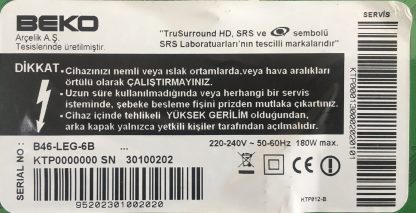 BEKO
Arçelik A.Ş.
Tesislerinde üretilmiştir.
"TruSurround HD, SRS ve sembolü
SRS Laboratuarları'nın tescilli markalarıdır"
SERVİS
DİKKAT
• Cihazınızı nemli veya ıslak ortamlarda,veya hava aralıkları
örtülü olarak ÇALIŞTIRMAYINIZ.
• Uzun süre kullanılmadığında veya herhangi bir servis
isteminde, şebeke besleme fişini prizden mutlaka çıkartınız.
• Cihaz içinde tehlikeli YÜKSEK GERİLİM olduğundan,
arka kapak yalnızca yetkili kişiler tarafından açılmalıdır.
B46-LEG-6B ...
KTP0000000 SN 30100202
220-240V ~ 50-60Hz 180W max.
SERIAL NO :
95202301002020
KTP012-B